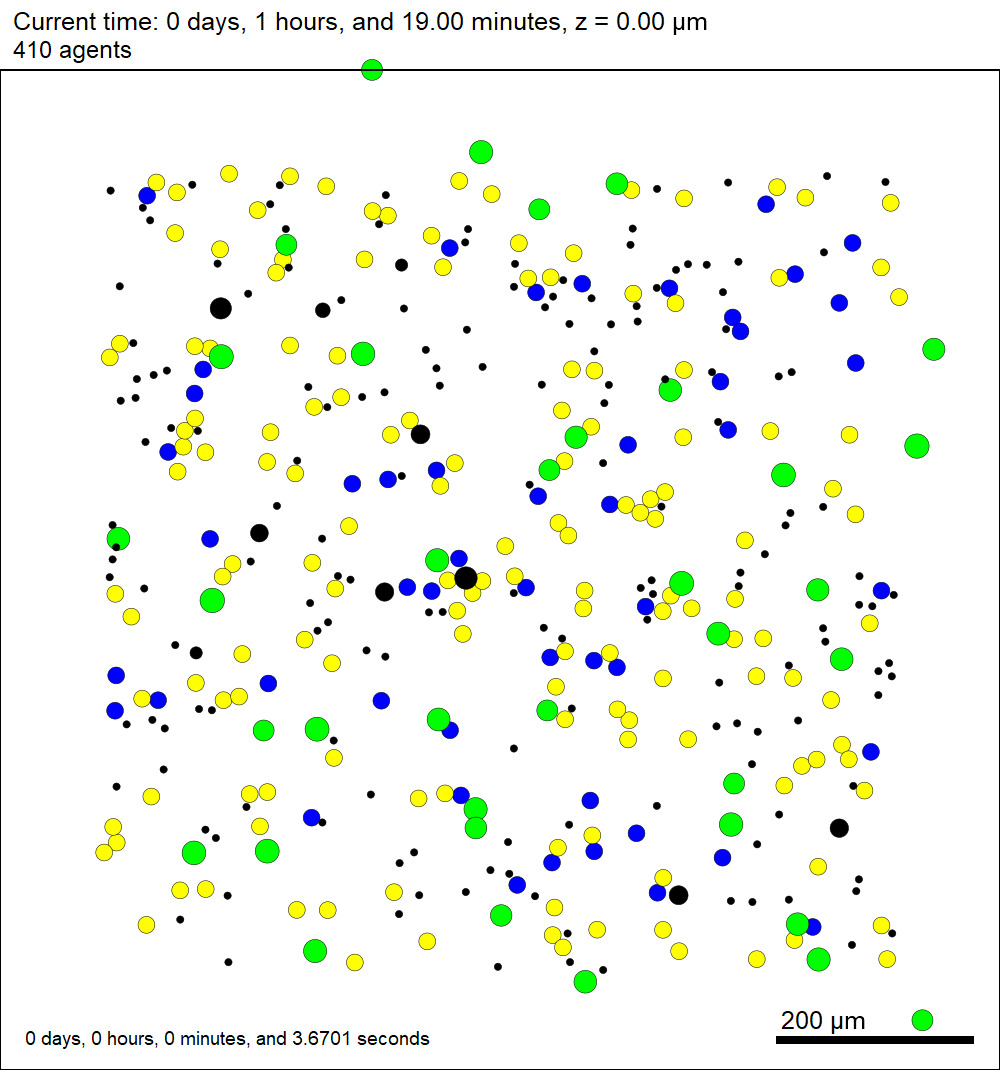 Current time: 0 days, 1 hours, and 19.00 minutes, z = 0.00 µm
410 agents
200 µm
0 days, 0 hours, 0 minutes, and 3.6701 seconds